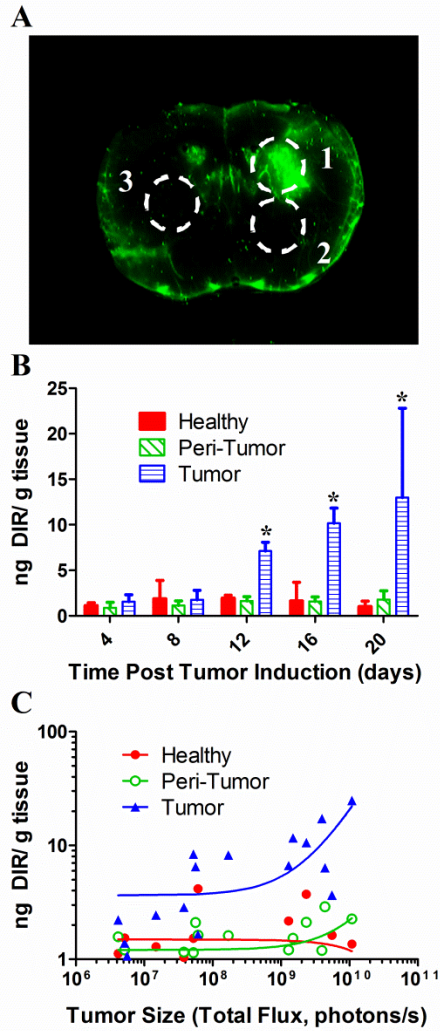 A
1
3
2
B
25
20
15
10
5
0
ng DIR/ g tissue
Healthy
Peri-Tumor
Tumor
*
*
*
4
8
12
16
20
Time Post Tumor Induction (days)
C
100
10
1
ng DIR/ g tissue
Healthy
Peri-Tumor
Tumor
10^6
10^7
10^8
10^9
10^10
10^11
Tumor Size (Total Flux, photons/s)